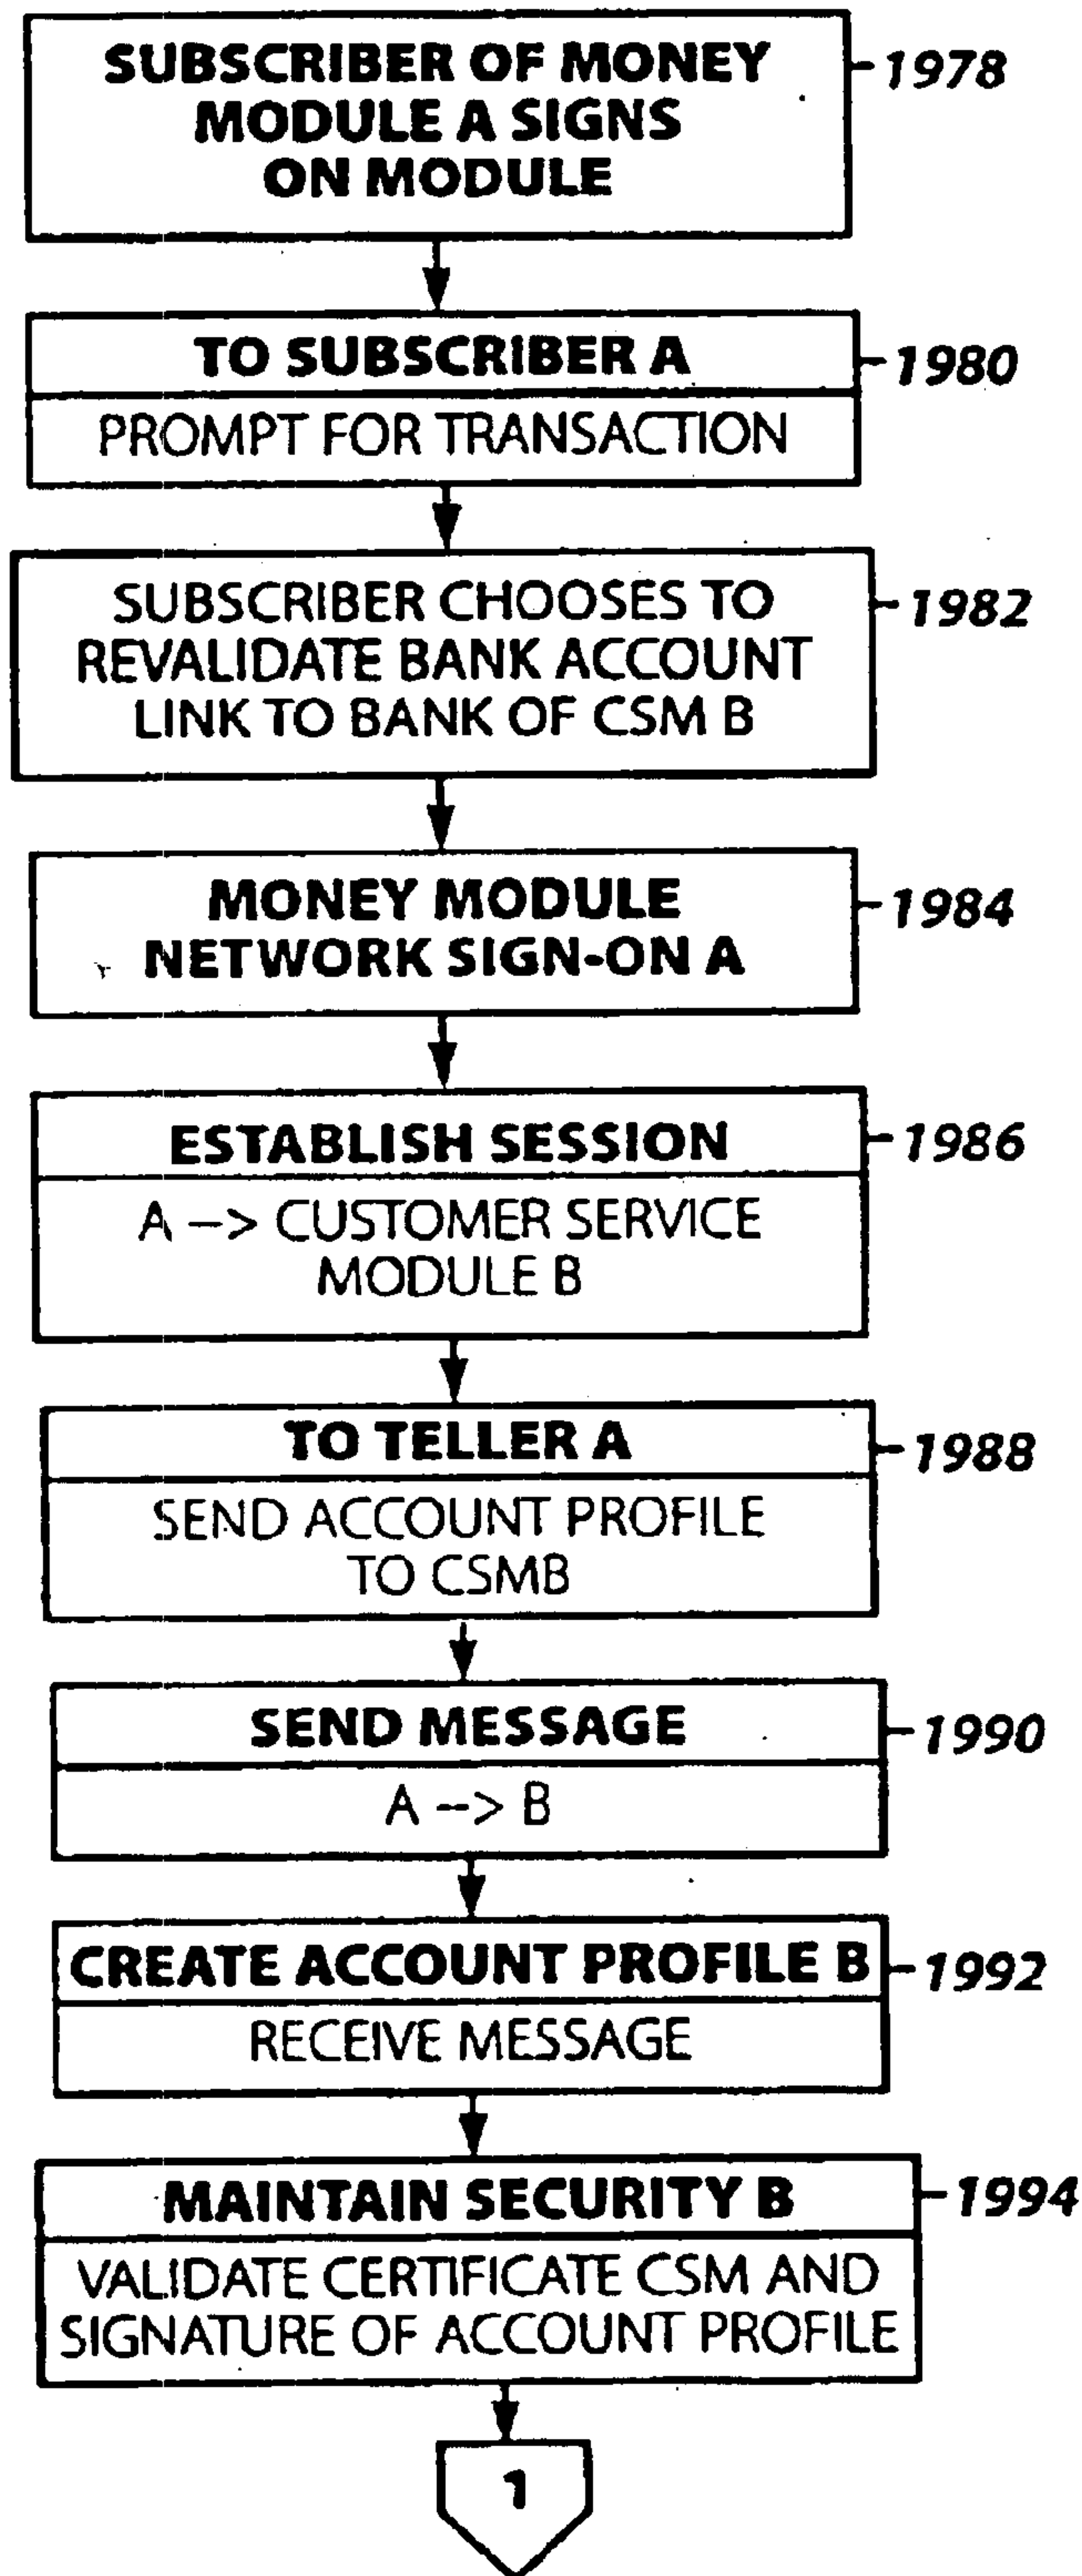 SUBSCRIBER OF MONEY
MODULE A SIGNS
ON MODULE
1978
TO SUBSCRIBER A
1980
PROMPT FOR TRANSACTION
SUBSCRIBER CHOOSES TO
REVALIDATE BANK ACCOUNT
LINK TO BANK OF CSM B
1982
MONEY MODULE
NETWORK SIGN-ON A
1984
ESTABLISH SESSION
1986
A --> CUSTOMER SERVICE
MODULE B
TO TELLER A
1988
SEND ACCOUNT PROFILE
TO CSMB
SEND MESSAGE
1990
A --> B
CREATE ACCOUNT PROFILE B
1992
RECEIVE MESSAGE
MAINTAIN SECURITY B
1994
VALIDATE CERTIFICATE CSM AND
SIGNATURE OF ACCOUNT PROFILE
1